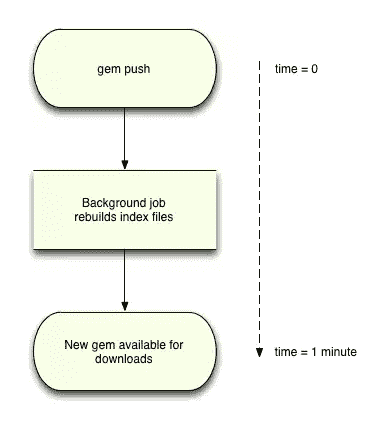 gem push
time = 0
Background job
rebuilds index files
New gem available for
downloads
time = 1 minute